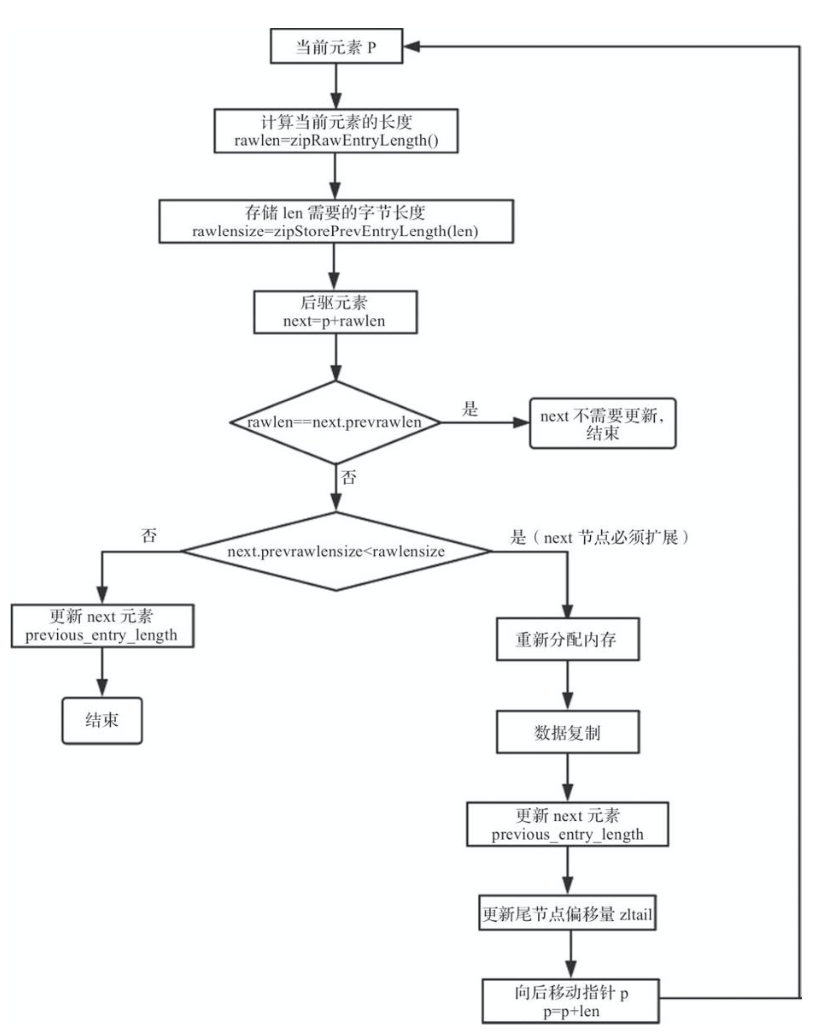 当前元素 P
计算当前元素的长度
rawlen=zipRawEntryLength()
存储 len 需要的字节长度
rawlensize=zipStorePrevEntryLength(len)
后驱元素
next=p+rawlen
rawlen==next.prevrawlen
是
next 不需要更新，
结束
否
next.prevrawlensize<rawlensize
否
是（next 节点必须扩展）
更新 next 元素
previous_entry_length
结束
重新分配内存
数据复制
更新 next 元素
previous_entry_length
更新尾节点偏移量 zltail
向后移动指针 p
p=p+len